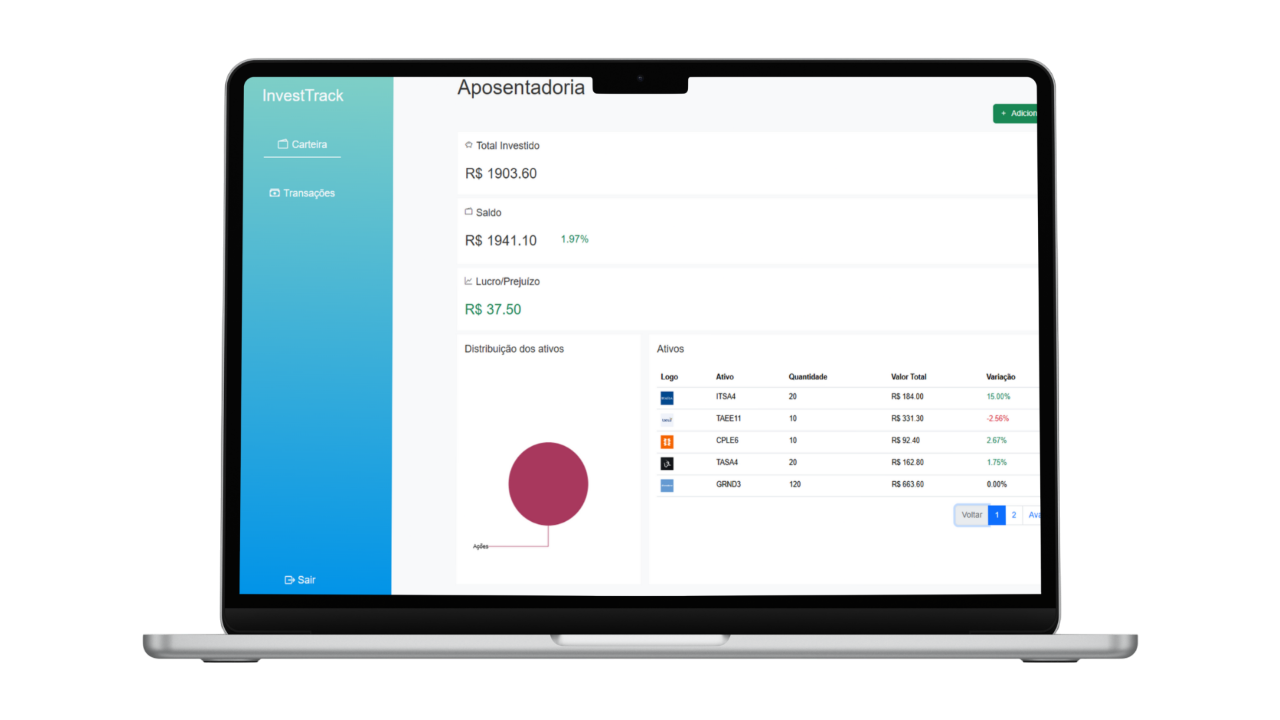 InvestTrack
Carteira
Transações
Sair
Aposentadoria
+ Adicion
Total Investido
R$ 1903.60
Saldo
R$ 1941.10 1.97%
Lucro/Prejuízo
R$ 37.50
Distribuição dos ativos
Ações
Ativos
Logo Ativo Quantidade Valor Total Variação
ITSA4 20 R$ 184.00 15.00%
TAEE11 10 R$ 331.30 -2.56%
CPLE6 10 R$ 92.40 2.67%
TASA4 20 R$ 162.80 1.75%
GRND3 120 R$ 663.60 0.00%
Voltar 1 2 Ava